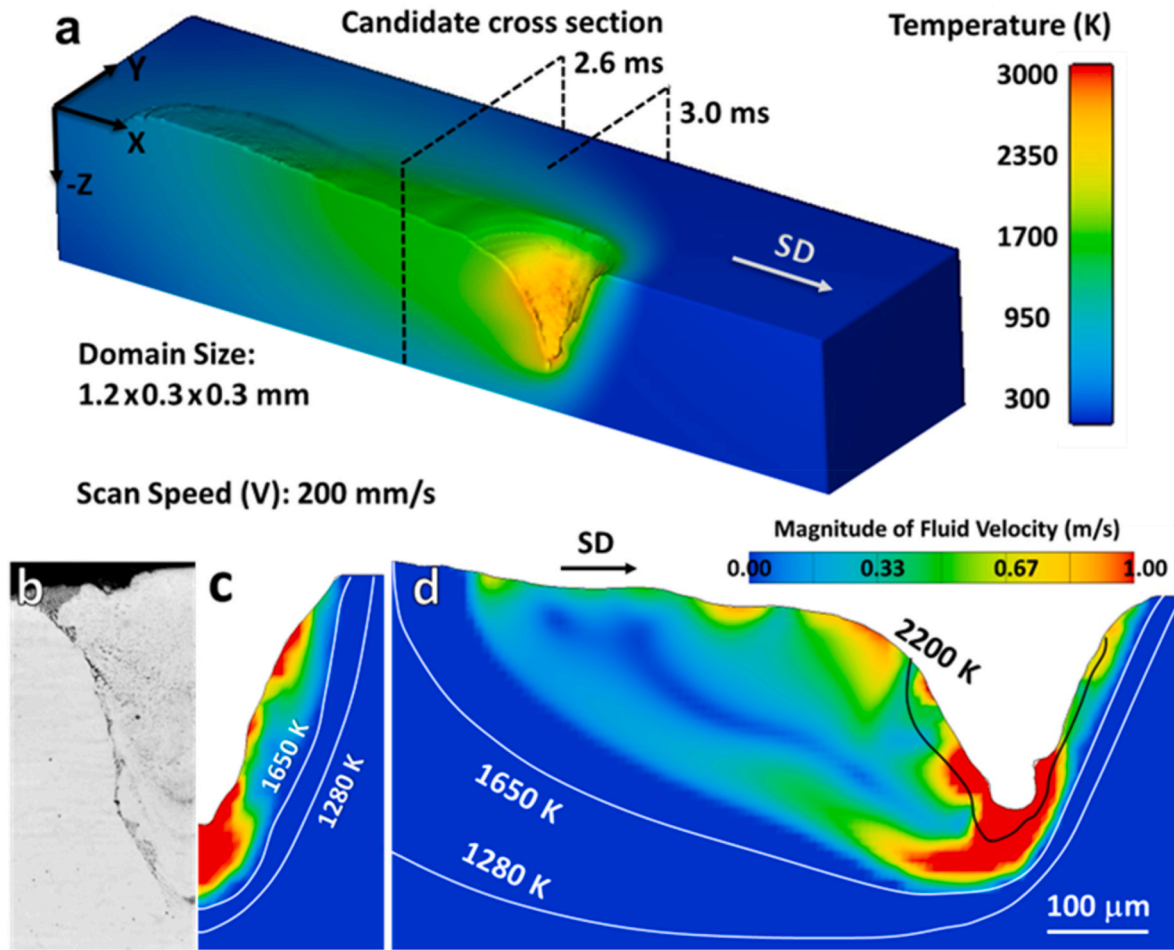 a
Candidate cross section
2.6 ms
3.0 ms
Temperature (K)
3000
2350
1700
950
300
Y
X
-Z
SD
Domain Size:
1.2x0.3x0.3 mm
Scan Speed (V): 200 mm/s
b
c
1650 K
1280 K
SD
Magnitude of Fluid Velocity (m/s)
0.00 0.33 0.67 1.00
d
2200 K
1650 K
1280 K
100 μm